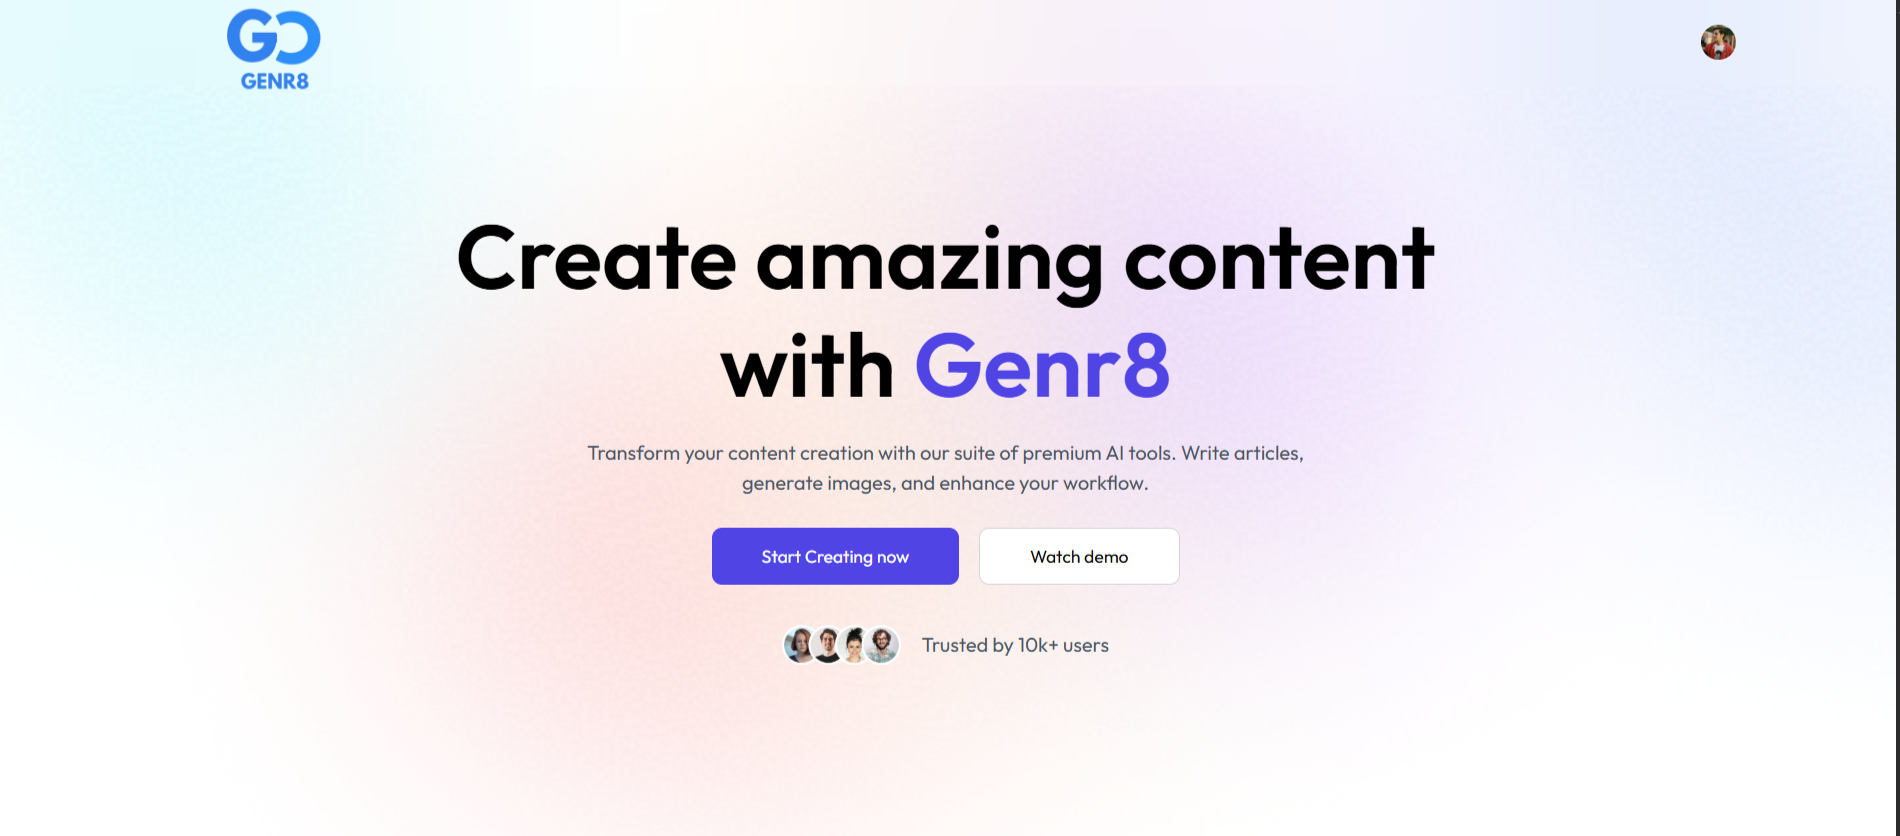 GENR8
Create amazing content
with Genr8
Transform your content creation with our suite of premium AI tools. Write articles,
generate images, and enhance your workflow.
Start Creating now
Watch demo
Trusted by 10k+ users